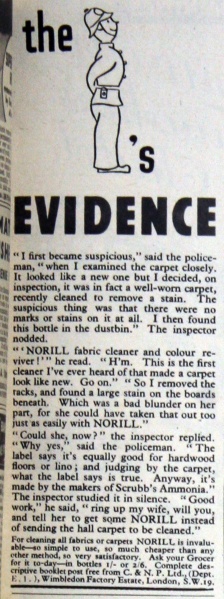 the
's
EVIDENCE
"I first became suspicious," said the police-
man, "when I examined the carpet closely.
It looked like a new one but I decided, on
inspection, it was in fact a well-worn carpet,
recently cleaned to remove a stain. The
suspicious thing was that there were no
marks or stains on it at all. I then found
this bottle in the dustbin." The inspector
nodded.
"'NORILL fabric cleaner and colour re-
viver!'" he read. "H'm. This is the first
cleaner I've ever heard of that made a carpet
look like new. Go on." "So I removed the
tacks, and found a large stain on the boards
beneath. Which was a bad blunder on her
part, for she could have taken that out too
just as easily with NORILL."
"Could she, now?" the inspector replied.
"Why yes," said the policeman. "The
label says it's equally good for hardwood
floors or lino; and judging by the carpet,
what the label says is true. Anyway, it's
made by the makers of Scrubb's Ammonia."
The inspector studied it in silence. "Good
work," he said, "ring up my wife, will you,
and tell her to get some NORILL instead
of sending the hall carpet to be cleaned."
For cleaning all fabrics or carpets NORILL is invalu-
able—so simple to use, so much cheaper than any
other method, so very satisfactory. Ask your Grocer
for it to-day—in bottles 1/- or 2/6. Complete des-
criptive booklet post free from C. & N. P. Ltd., (Dept.
E. 1. ), Wimbledon Factory Estate, London, S.W.19.